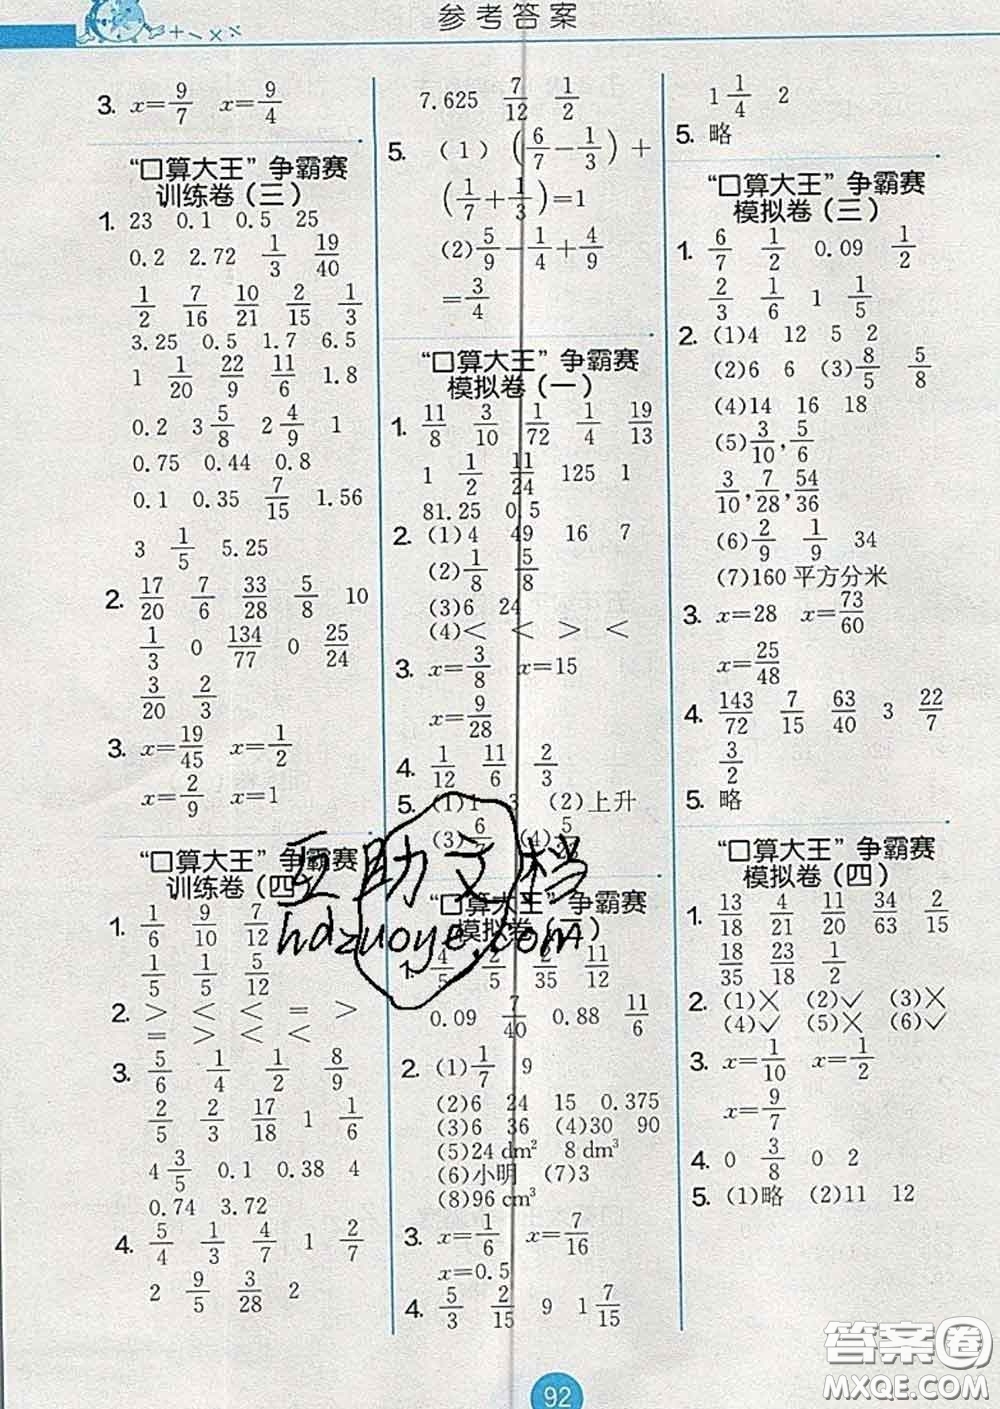 参考答案
3. x=9/7 x=9/4
“口算大王”争霸赛
训练卷（三）
1. 23 0.1 0.5 25
0.2 2.72 1/3 19/40
1/2 7/16 10/21 2/15 1/3
3.25 0.5 1.7 6.5
1 1/20 22/9 11/6 1.8
0.2 3 5/8 2 4/9 1
0.75 0.44 0.8
0.1 0.35 7/15 1.56
3 1/5 5.25
2. 17/20 7/6 33/28 5/8 10
1/3 0 134/77 0 25/24
3/20 2/3
3. x=19/45 x=1/2
x=2/9 x=1
“口算大王”争霸赛
训练卷（四）
1. 1/6 9/10 7/12
1/5 1/5 5/12
2. > < < = >
= > < <
3. 5/6 1/4 1/2 8/9
2/5 2/3 17/18 1 1/6
4 3/5 0.1 0.38 4
0.74 3.72
4. 5/4 1/3 4/7 1 2/7
2 9/5 3/28 2
7.625 7/12 1/2
5. （1）(6/7－1/3)＋
(1/7＋1/3)=1
(2)5/9－1/4＋4/9
=3/4
“口算大王”争霸赛
模拟卷（一）
1. 11/8 3/10 1/72 1/4 19/13
1 1/2 11/24 125 1
81.25 0.5
2. (1)4 49 16 7
(2)1/8 5/8
(3)6 24
(4)< < > <
3. x=3/8 x=15
x=9/28
4. 1/12 11/6 2/3
5. (1)1 3 (2)上升
(3)6/7 (4)
“口算大王”争霸赛
模拟卷（二）
1. 4/5 2/5 2/35 11/12
0.09 7/40 0.88 11/6
2. (1)1/7 9
(2)6 24 15 0.375
(3)6 36 (4)30 90
(5)24 dm² 8 dm³
(6)小明 (7)3
(8)96 cm³
3. x=1/6 x=7/16
x=0.5
4. 5/3 2/15 9 1 7/15
1 1/4 2
5. 略
“口算大王”争霸赛
模拟卷（三）
1. 6/7 1/2 0.09 1/2
2/3 1/6 1 1/5
2. (1)4 12 5 2
(2)6 6 (3)8/5 5/8
(4)14 16 18
(5)3/10,5/6
3/10,7/28,54/36
(6)2/9 1/9 34
(7)160平方分米
3. x=28 x=73/60
x=25/48
4. 143/72 7/15 63/40 3 22/7
3/2
5. 略
“口算大王”争霸赛
模拟卷（四）
1. 13/18 4/21 11/20 34/63 2/15
18/35 23/18 1/2
2. (1)× (2)✓ (3)×
(4)✓ (5)× (6)✓
3. x=1/10 x=1/2
x=9/7
4. 0 3/8 0 2
5. (1)略 (2)11 12
92
互助文档
hdzuoye.com
答案圈
MXQE.COM